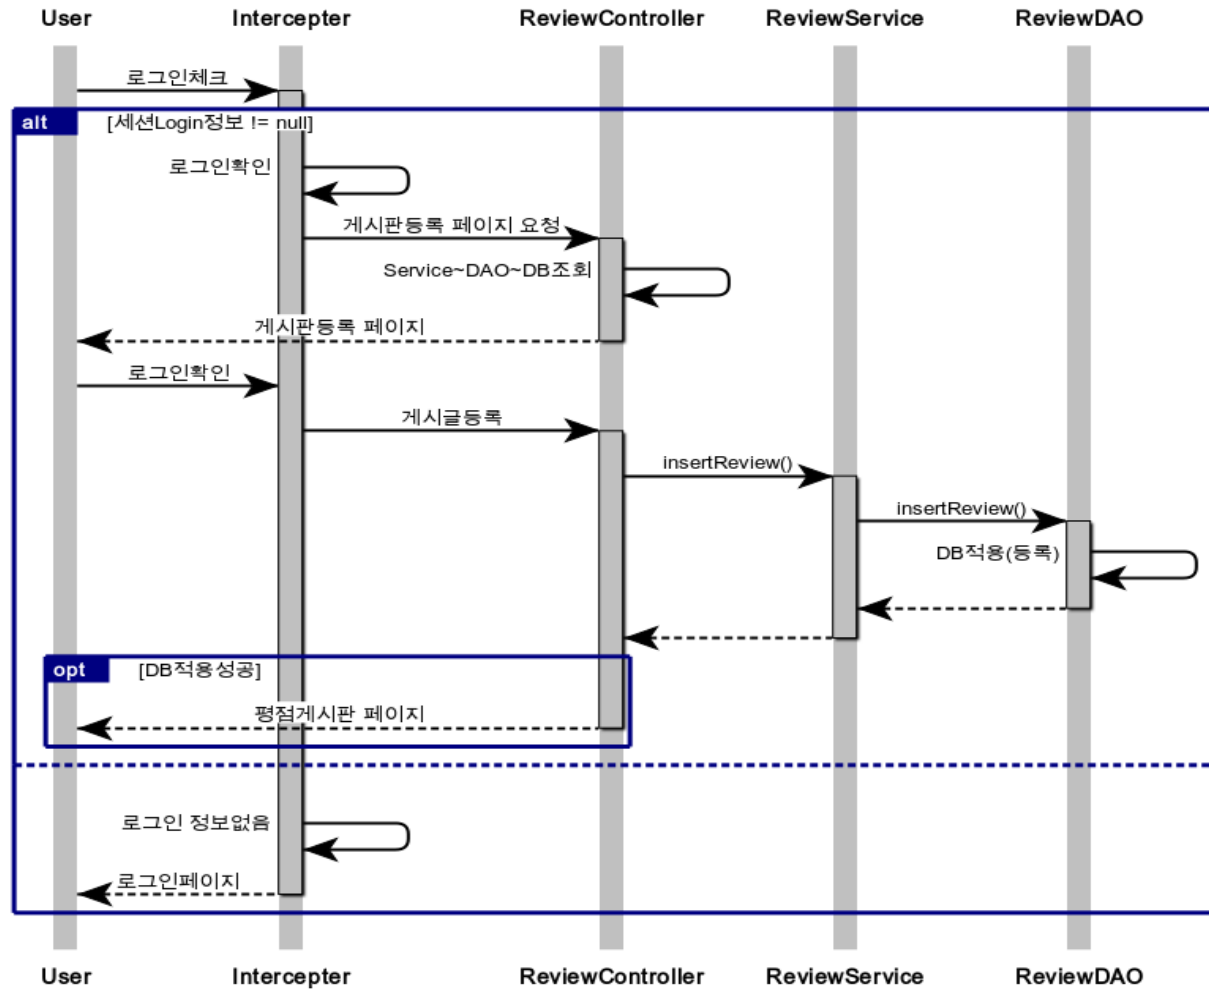 User Intercepter ReviewController ReviewService ReviewDAO
로그인체크
alt [세션Login정보 != null]
로그인확인
게시판등록 페이지 요청
Service~DAO~DB조회
게시판등록 페이지
로그인확인
게시글등록
insertReview()
insertReview()
DB적용(등록)
opt [DB적용성공]
평점게시판 페이지
로그인 정보없음
로그인페이지
User Intercepter ReviewController ReviewService ReviewDAO